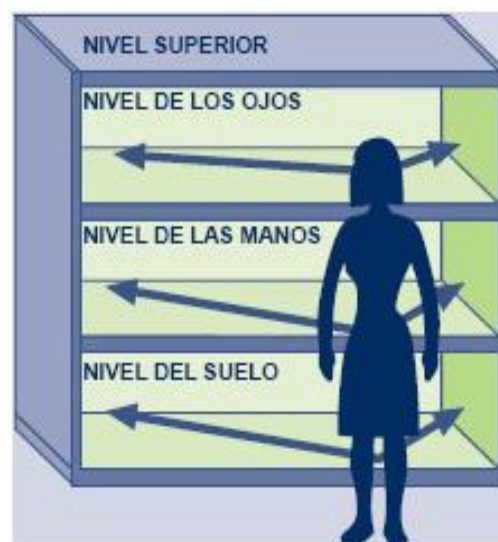 NIVEL SUPERIOR
NIVEL DE LOS OJOS
NIVEL DE LAS MANOS
NIVEL DEL SUELO